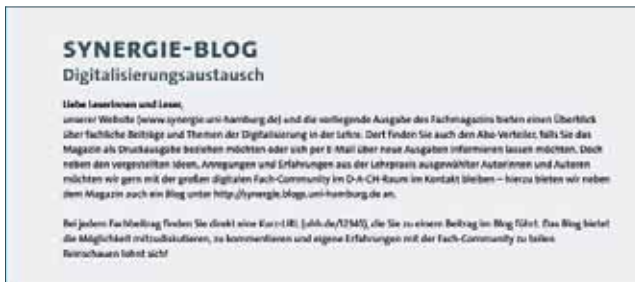 SYNERGIE-BLOG
Digitalisierungsaustausch
Liebe Leserinnen und Leser,
unserer Website (www.synergie.uni-hamburg.de) und die vorliegende Ausgabe des Fachmagazins bieten einen Überblick
über fachliche Beiträge und Themen der Digitalisierung in der Lehre. Dort finden Sie auch den Abo-Verteiler, falls Sie das
Magazin als Druckausgabe beziehen möchten oder sich per E-Mail über neue Ausgaben informieren lassen möchten. Doch
neben den vorgestellten Ideen, Anregungen und Erfahrungen aus der Lehrpraxis ausgewählter Autorinnen und Autoren
möchten wir gern mit der großen digitalen Fach-Community im D-A-CH-Raum im Kontakt bleiben – hierzu bieten wir neben
dem Magazin auch ein Blog unter http://synergie.blogs.uni-hamburg.de an.
Bei jedem Fachbeitrag finden Sie direkt eine Kurz-URL (uhh.de/12345), die Sie zu einem Beitrag im Blog führt. Das Blog bietet
die Möglichkeit mitzudiskutieren, zu kommentieren und eigene Erfahrungen mit der Fach-Community zu teilen
Reinschauen lohnt sich!